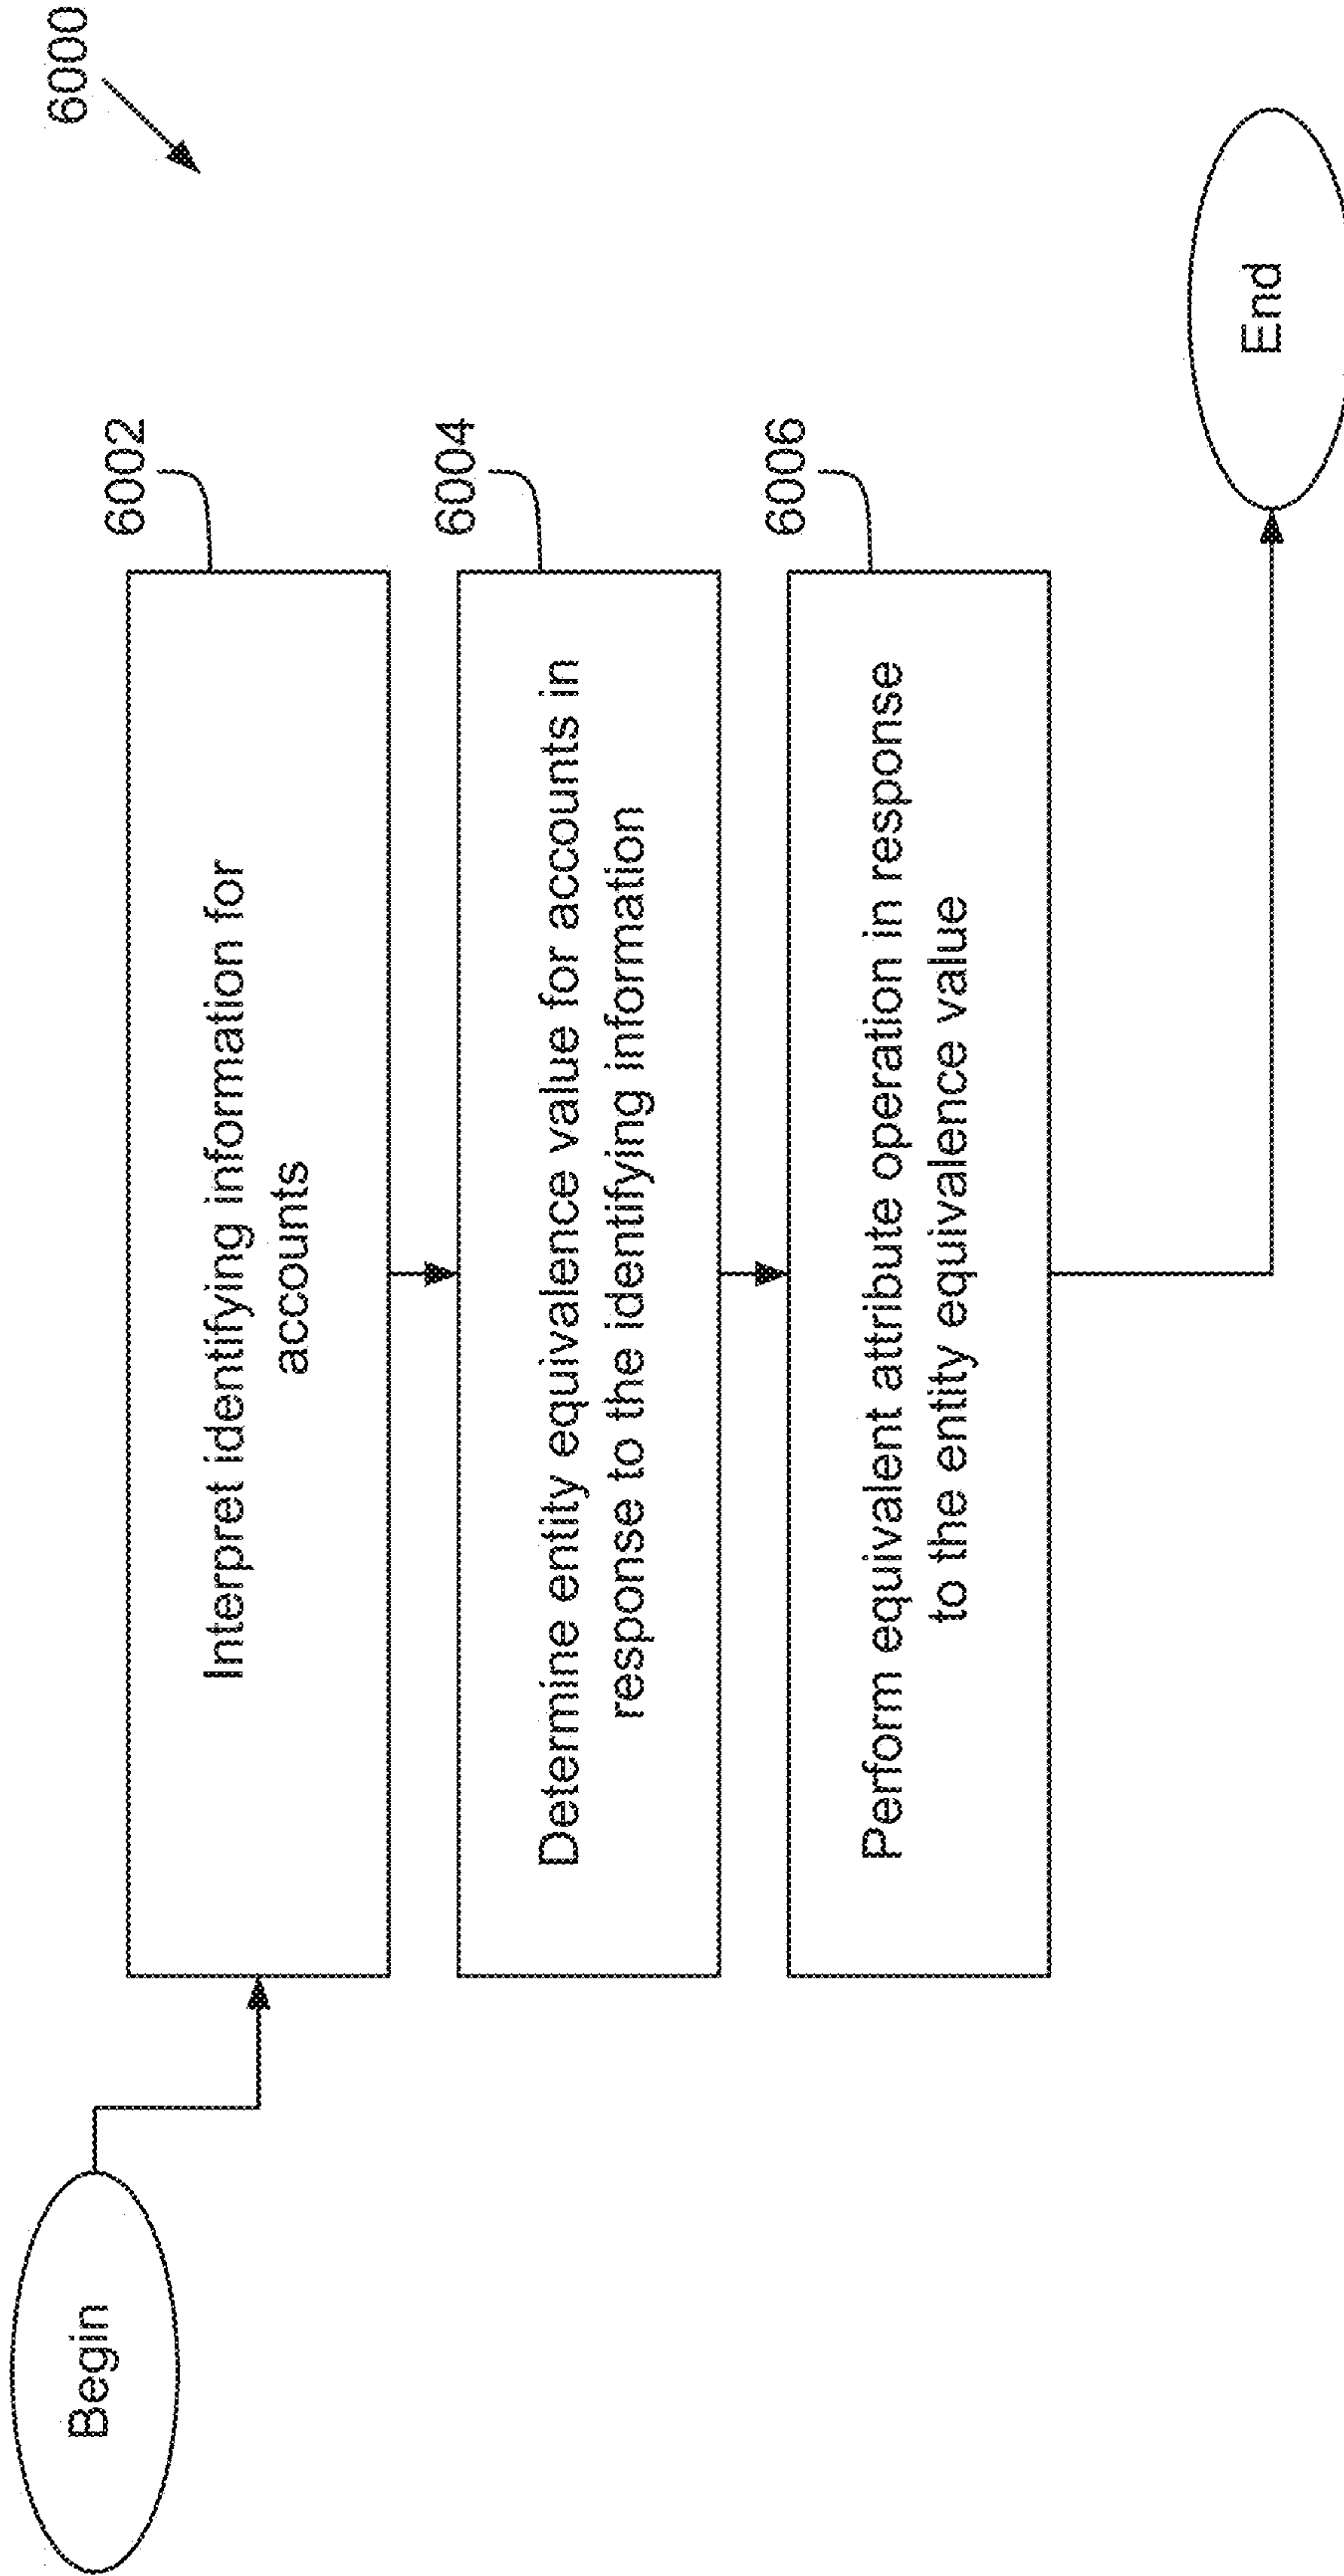 6000
Begin
6002
Interpret identifying information for
accounts
6004
Determine entity equivalence value for accounts in
response to the identifying information
6006
Perform equivalent attribute operation in response
to the entity equivalence value
End